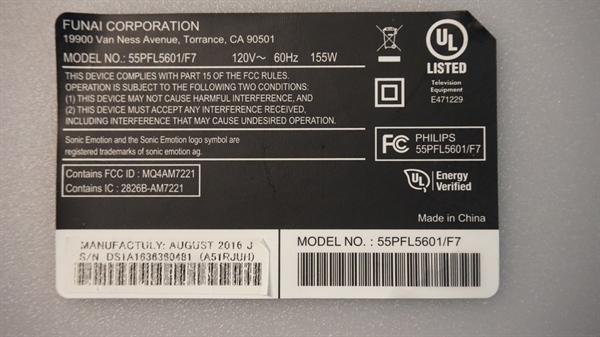 FUNAI CORPORATION
19900 Van Ness Avenue, Torrance, CA 90501
MODEL NO.: 55PFL5601/F7 120V~ 60Hz 155W
THIS DEVICE COMPLIES WITH PART 15 OF THE FCC RULES.
OPERATION IS SUBJECT TO THE FOLLOWING TWO CONDITIONS:
(1) THIS DEVICE MAY NOT CAUSE HARMFUL INTERFERENCE, AND
(2) THIS DEVICE MUST ACCEPT ANY INTERFERENCE RECEIVED,
INCLUDING INTERFERENCE THAT MAY CAUSE UNDESIRED OPERATION.
Sonic Emotion and the Sonic Emotion logo symbol are
registered trademarks of sonic emotion ag.
Contains FCC ID : MQ4AM7221
Contains IC : 2826B-AM7221
UL
LISTED
Television
Equipment
E471229
FC PHILIPS
55PFL5601/F7
UL Energy
Verified
Made in China
MANUFACTULY: AUGUST 2016 J
S/N DS1A1636360481 (A51RJUH)
MODEL NO. : 55PFL5601/F7